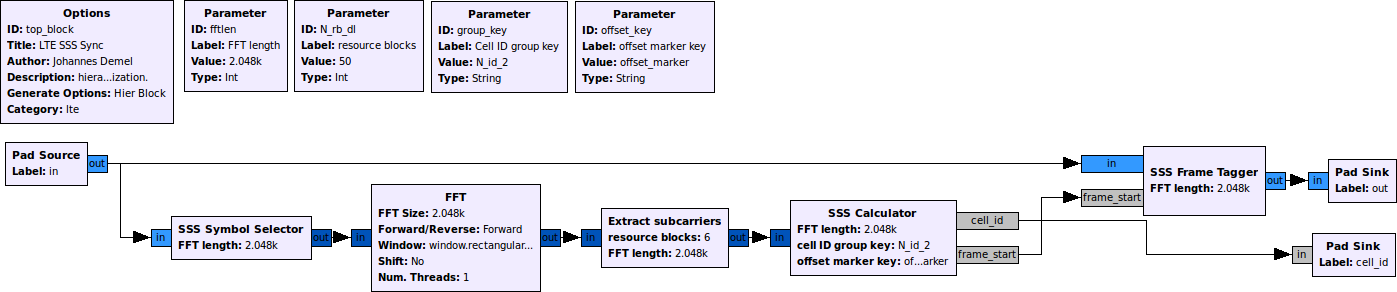 Options
ID: top_block
Title: LTE SSS Sync
Author: Johannes Demel
Description: hiera...ization.
Generate Options: Hier Block
Category: lte
Parameter
ID: fftlen
Label: FFT length
Value: 2.048k
Type: Int
Parameter
ID: N_rb_dl
Label: resource blocks
Value: 50
Type: Int
Parameter
ID: group_key
Label: Cell ID group key
Value: N_id_2
Type: String
Parameter
ID: offset_key
Label: offset marker key
Value: offset_marker
Type: String
Pad Source
Label: in
out
in
SSS Symbol Selector
FFT length: 2.048k
out
in
FFT
FFT Size: 2.048k
Forward/Reverse: Forward
Window: window.rectangular...
Shift: No
Num. Threads: 1
out
in
Extract subcarriers
resource blocks: 6
FFT length: 2.048k
out
in
SSS Calculator
FFT length: 2.048k
cell ID group key: N_id_2
offset marker key: of...arker
cell_id
frame_start
in
frame_start
SSS Frame Tagger
FFT length: 2.048k
out
in
Pad Sink
Label: out
in
Pad Sink
Label: cell_id